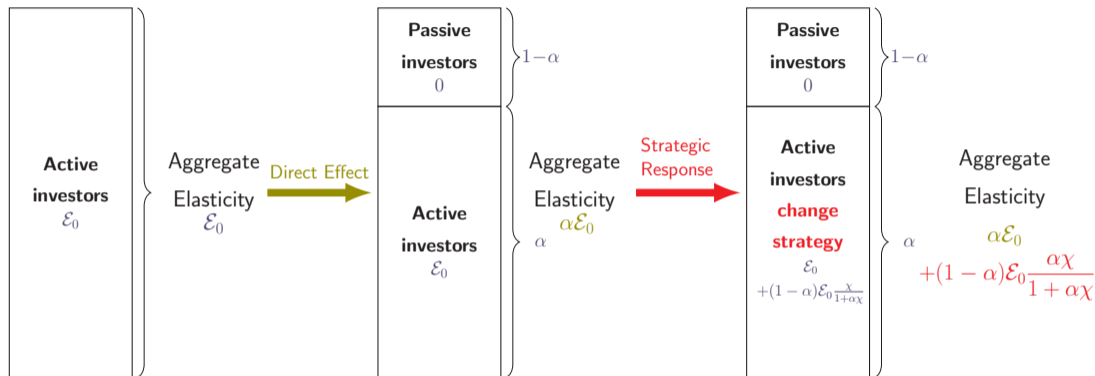 Active
investors
ℰ₀
Aggregate
Elasticity
ℰ₀
Direct Effect
Passive
investors
0
1−α
Active
investors
ℰ₀
α
Aggregate
Elasticity
αℰ₀
Strategic
Response
Passive
investors
0
1−α
Active
investors
change
strategy
ℰ₀
+(1 − α)ℰ₀ χ/(1+αχ)
α
Aggregate
Elasticity
αℰ₀
+(1 − α)ℰ₀ αχ/(1 + αχ)